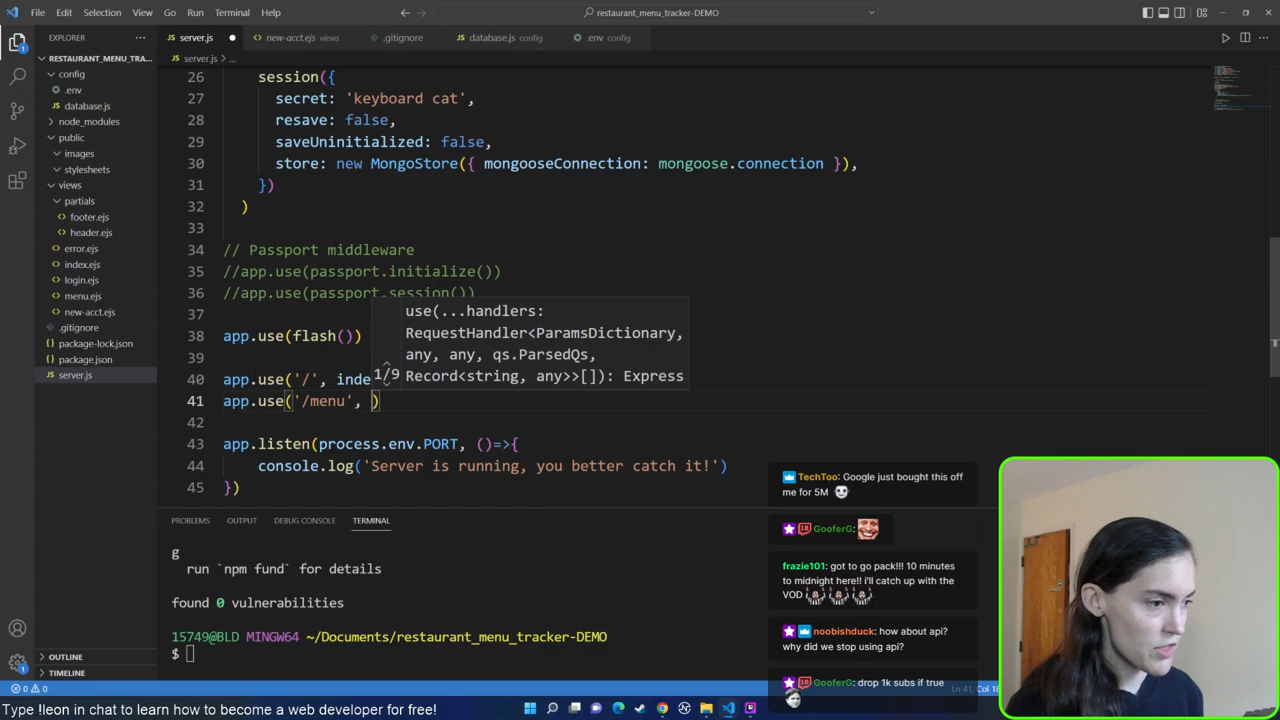 File Edit Selection View Go Run Terminal Help
restaurant_menu_tracker-DEMO
EXPLORER
RESTAURANT_MENU_TRA...
config
.env
database.js
node_modules
public
images
stylesheets
views
partials
footer.ejs
header.ejs
error.ejs
index.ejs
login.ejs
menu.ejs
new-acct.ejs
.gitignore
package-lock.json
package.json
server.js
OUTLINE
TIMELINE
server.js
new-acct.ejs views
.gitignore
database.js config
.env config
server.js > ...
26 session({
27 secret: 'keyboard cat',
28 resave: false,
29 saveUninitialized: false,
30 store: new MongoStore({ mongooseConnection: mongoose.connection }),
31 })
32 )
33
34 // Passport middleware
35 //app.use(passport.initialize())
36 //app.use(passport.session())
37
38 app.use(flash())
39
40 app.use('/', inde
41 app.use('/menu', )
42
43 app.listen(process.env.PORT, ()=>{
44 console.log('Server is running, you better catch it!')
45 })
1/9
use(...handlers:
RequestHandler<ParamsDictionary,
any, any, qs.ParsedQs,
Record<string, any>>[]): Express
PROBLEMS OUTPUT DEBUG CONSOLE TERMINAL
g
run `npm fund` for details
found 0 vulnerabilities
15749@BLD MINGW64 ~/Documents/restaurant_menu_tracker-DEMO
$
TechToo: Google just bought this off
me for 5M
GooferG:
frazie101: got to go pack!!! 10 minutes
to midnight here!! i'll catch up with the
VOD
noobishduck: how about api?
why did we stop using api?
GooferG: drop 1k subs if true
0 0
Ln 41, Col 18
Type !leon in chat to learn how to become a web developer for free!